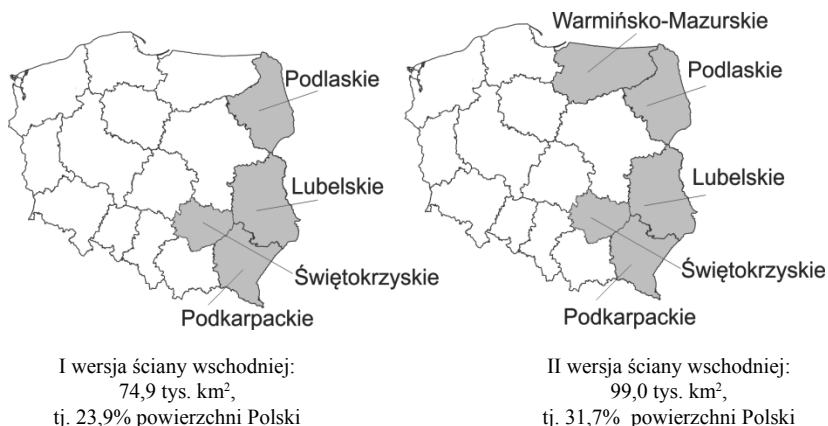 Podlaskie
Lubelskie
Świętokrzyskie
Podkarpackie
I wersja ściany wschodniej:
74,9 tys. km²,
tj. 23,9% powierzchni Polski
Warmińsko-Mazurskie
Podlaskie
Lubelskie
Świętokrzyskie
Podkarpackie
II wersja ściany wschodniej:
99,0 tys. km²,
tj. 31,7% powierzchni Polski